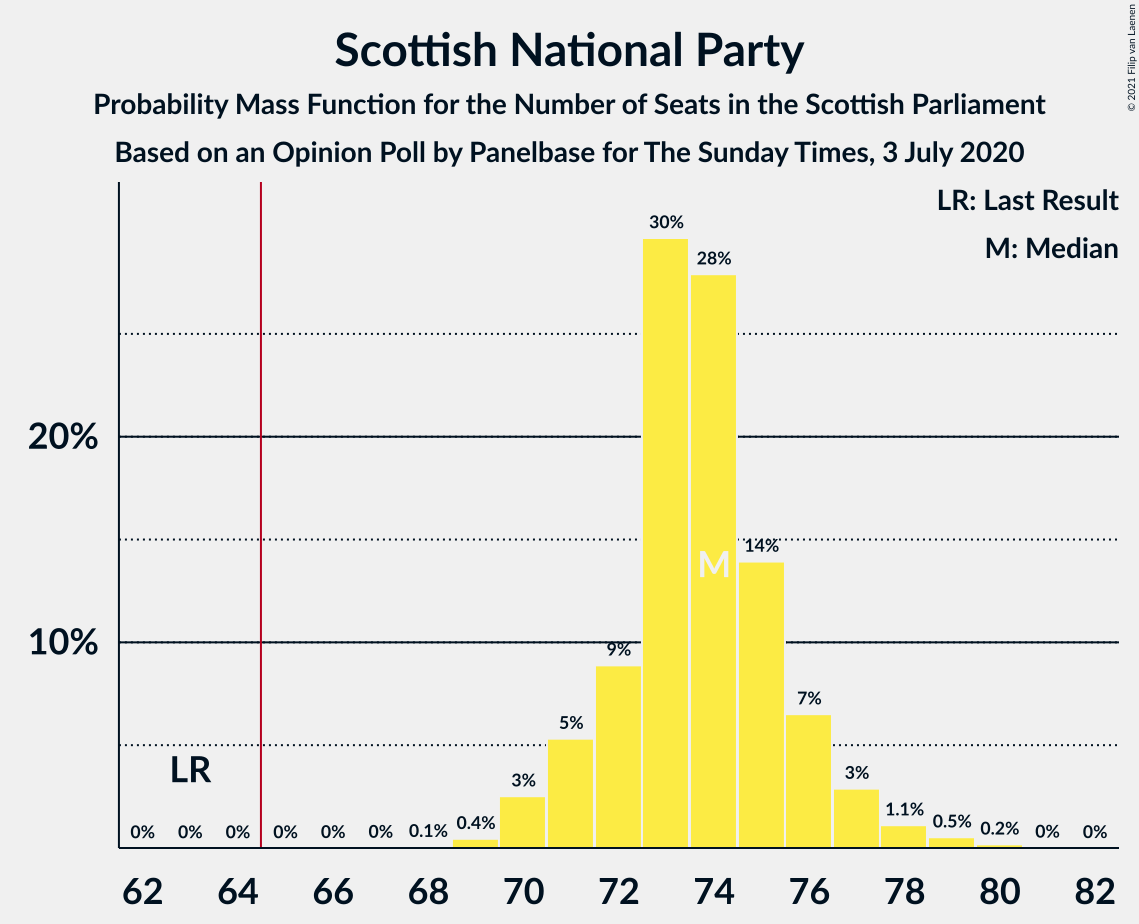 Scottish National Party
Probability Mass Function for the Number of Seats in the Scottish Parliament
Based on an Opinion Poll by Panelbase for The Sunday Times, 3 July 2020
© 2021 Filip van Laenen
LR: Last Result
M: Median
30%
28%
20%
14%
M
10%
9%
7%
5%
LR
3%
3%
1.1%
0% 0% 0% 0% 0% 0% 0.1% 0.4% 0.5% 0.2% 0% 0%
62 64 66 68 70 72 74 76 78 80 82